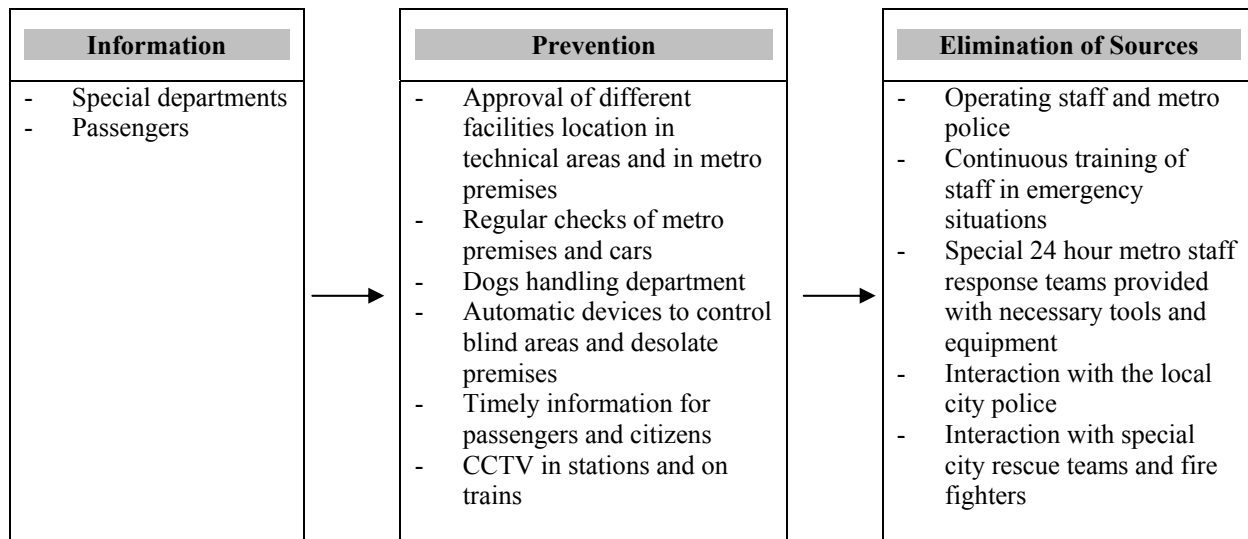 Information
- Special departments
- Passengers
Prevention
- Approval of different
facilities location in
technical areas and in metro
premises
- Regular checks of metro
premises and cars
- Dogs handling department
- Automatic devices to control
blind areas and desolate
premises
- Timely information for
passengers and citizens
- CCTV in stations and on
trains
Elimination of Sources
- Operating staff and metro
police
- Continuous training of
staff in emergency
situations
- Special 24 hour metro staff
response teams provided
with necessary tools and
equipment
- Interaction with the local
city police
- Interaction with special
city rescue teams and fire
fighters